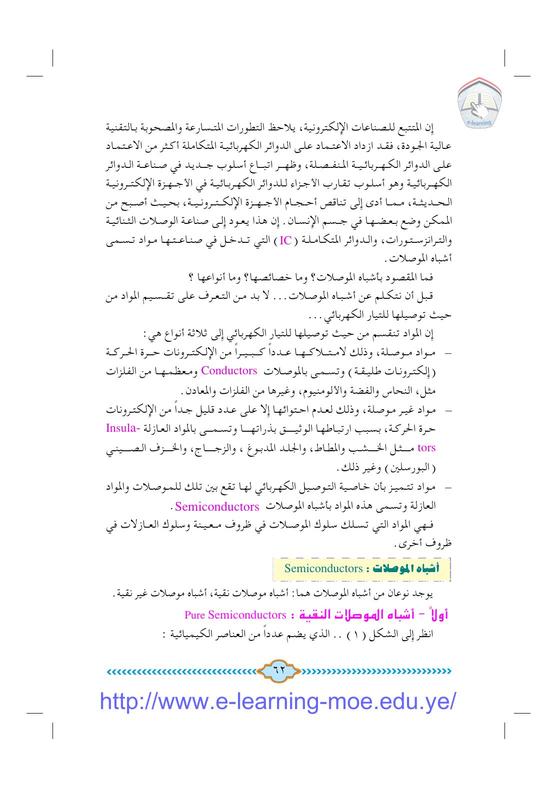 e-learning
إن المتتبع للصناعات الإلكترونية، يلاحظ التطورات المتسارعة والمصحوبة بالتقنية
عالية الجودة، فقد ازداد الاعتماد على الدوائر الكهربائية المتكاملة أكثر من الاعتماد
على الدوائر الكهربائية المنفصلة، وظهر اتباع أسلوب جديد في صناعة الدوائر
الكهربائية وهو أسلوب تقارب الأجزاء للدوائر الكهربائية في الأجهزة الإلكترونية
الحديثة، مما أدى إلى تناقص أحجام الأجهزة الإلكترونية، بحيث أصبح من
الممكن وضع بعضها في جسم الإنسان. إن هذا يعود إلى صناعة الوصلات الثنائية
والترانزستورات، والدوائر المتكاملة (IC) التي تدخل في صناعتها مواد تسمى
أشباه الموصلات.
فما المقصود بأشباه الموصلات؟ وما خصائصها؟ وما أنواعها ؟
قبل أن نتكلم عن أشباه الموصلات... لا بد من التعرف على تقسيم المواد من
حيث توصيلها للتيار الكهربائي...
إن المواد تنقسم من حيث توصيلها للتيار الكهربائي إلى ثلاثة أنواع هي:
– مواد موصلة، وذلك لامتلاكها عدداً كبيراً من الإلكترونات حرة الحركة
(إلكترونات طليقة) وتسمى بالموصلات Conductors ومعظمها من الفلزات
مثل، النحاس والفضة والألومنيوم، وغيرها من الفلزات والمعادن.
– مواد غير موصلة، وذلك لعدم احتوائها إلا على عدد قليل جداً من الإلكترونات
حرة الحركة، بسبب ارتباطها الوثيق بذراتها وتسمى بالمواد العازلة Insula-
tors مثل الخشب والمطاط، والجلد المدبوغ ، والزجاج، والخزف الصيني
(البورسلين) وغير ذلك.
– مواد تتميز بأن خاصية التوصيل الكهربائي لها تقع بين تلك للموصلات والمواد
العازلة وتسمى هذه المواد بأشباه الموصلات Semiconductors.
فهي المواد التي تسلك سلوك الموصلات في ظروف معينة وسلوك العازلات في
ظروف أخرى.
أشباه الموصلات : Semiconductors
يوجد نوعان من أشباه الموصلات هما: أشباه موصلات نقية، أشباه موصلات غير نقية.
أولاً – أشباه الموصلات النقية : Pure Semiconductors
انظر إلى الشكل (١) .. الذي يضم عدداً من العناصر الكيميائية :
٦٢
http://www.e-learning-moe.edu.ye/